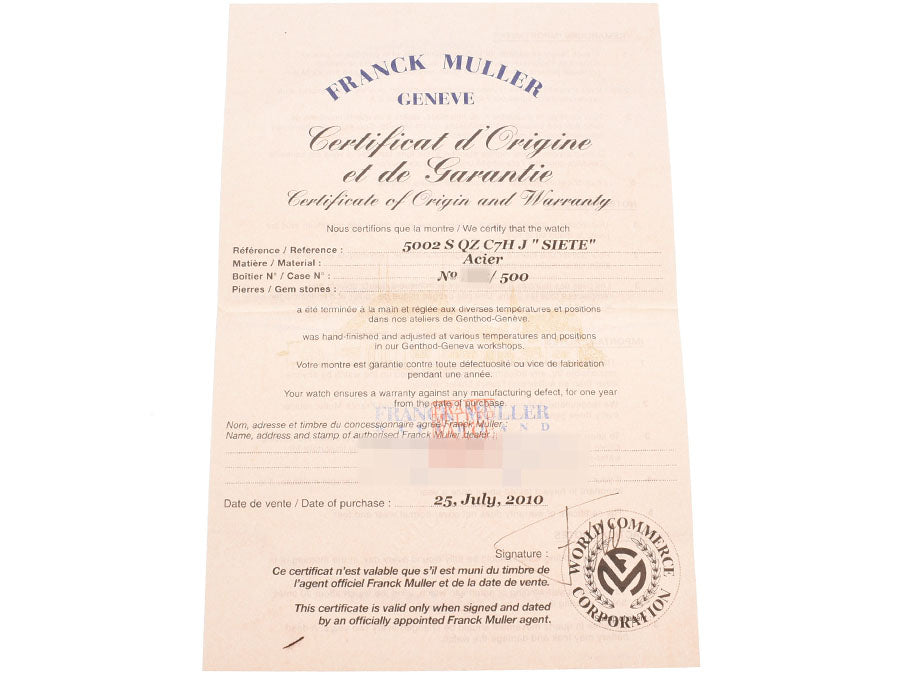 FRANCK MULLER
GENEVE
Certificat d'Origine
et de Garantie
Certificate of Origin and Warranty
Nous certifions que la montre / We certify that the watch
Référence / Reference : 5002 S QZ C7H J " SIETE"
Matière / Material : Acier
Boîtier N° / Case N° : Nº / 500
Pierres / Gem stones :
a été terminée à la main et réglée aux diverses températures et positions
dans nos ateliers de Genthod-Genève.
was hand-finished and adjusted at various temperatures and positions
in our Genthod-Geneva workshops.
Votre montre est garantie contre toute défectuosité ou vice de fabrication
pendant une année.
Your watch ensures a warranty against any manufacturing defect, for one year
from the date of purchase.
FRANCK MULLER
Nom, adresse et timbre du concessionnaire agréé Franck Muller :
Name, address and stamp of authorised Franck Muller dealer :
Date de vente / Date of purchase : 25, July, 2010
Signature :
WORLD COMMERCE
CORPORATION
Ce certificat n'est valable que s'il est muni du timbre de
l'agent officiel Franck Muller et de la date de vente.
This certificate is valid only when signed and dated
by an officially appointed Franck Muller agent.